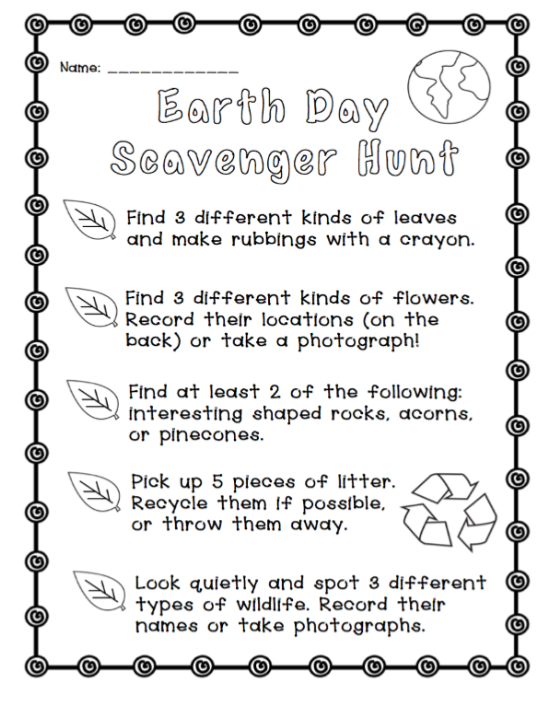 Name: _____________
Earth Day
Scavenger Hunt
Find 3 different kinds of leaves
and make rubbings with a crayon.
Find 3 different kinds of flowers.
Record their locations (on the
back) or take a photograph!
Find at least 2 of the following:
interesting shaped rocks, acorns,
or pinecones.
Pick up 5 pieces of litter.
Recycle them if possible,
or throw them away.
Look quietly and spot 3 different
types of wildlife. Record their
names or take photographs.